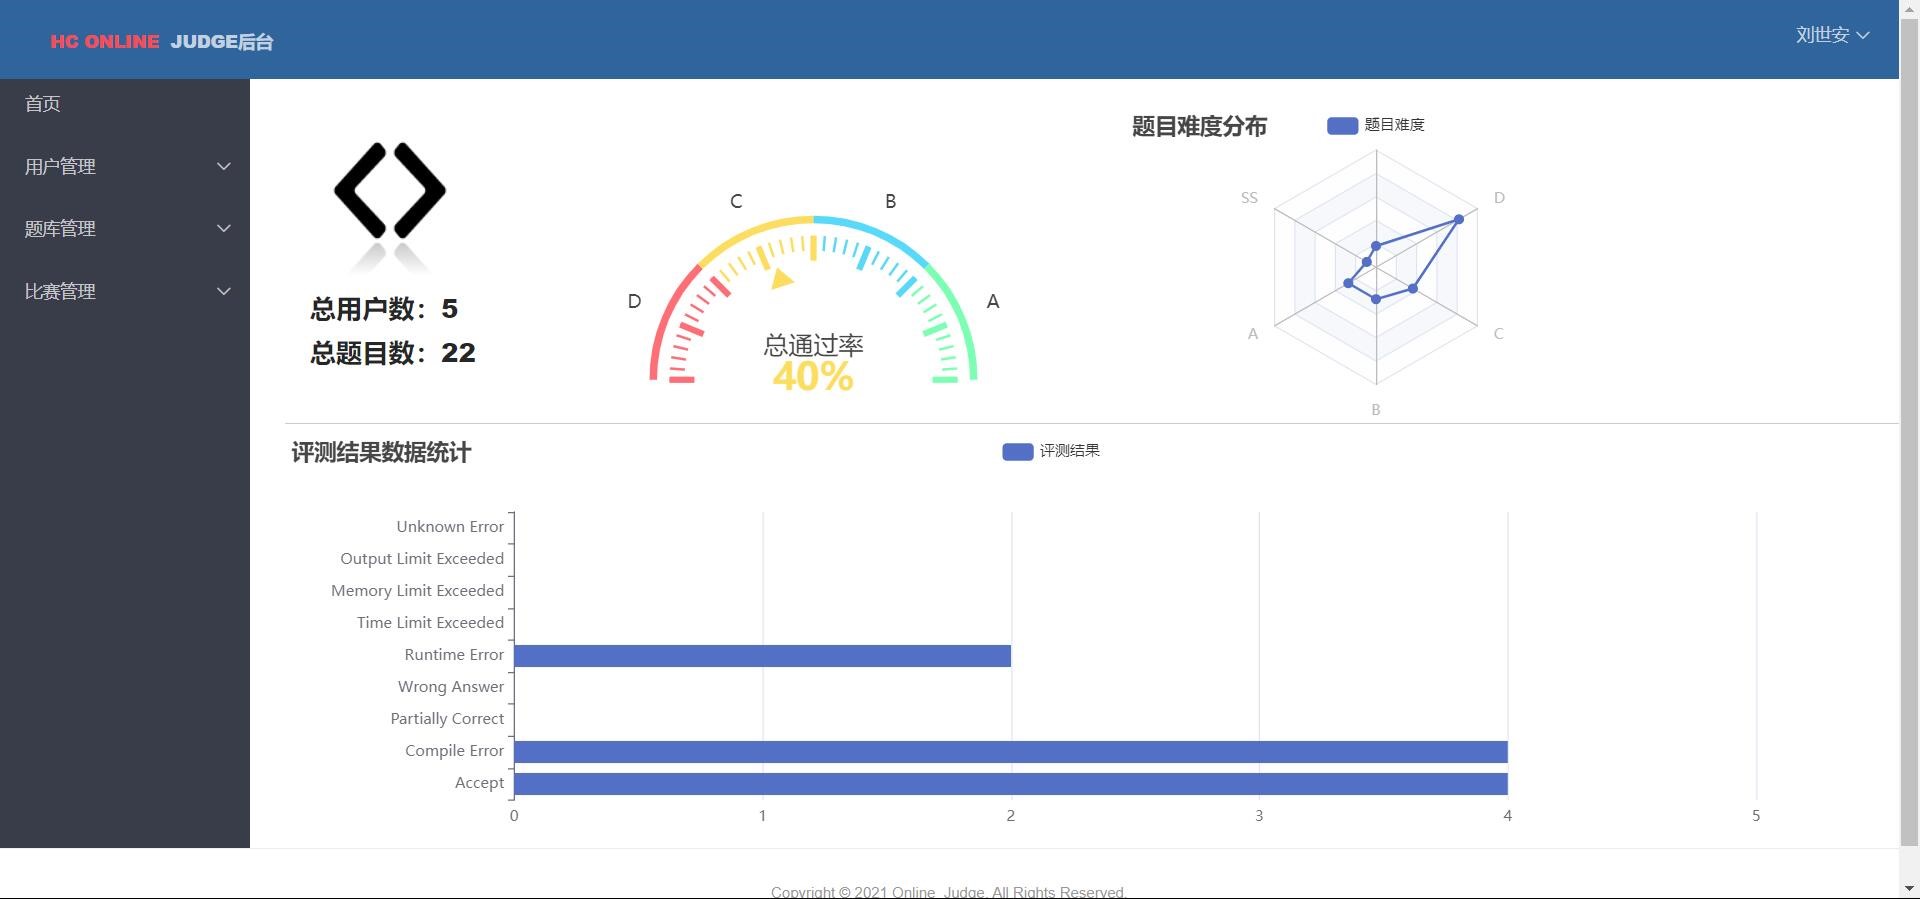 HC ONLINE JUDGE后台
刘世安
首页
用户管理
题库管理
比赛管理
总用户数：5
总题目数：22
C
B
D
A
总通过率
40%
题目难度分布
题目难度
SS
D
A
C
B
评测结果数据统计
评测结果
Unknown Error
Output Limit Exceeded
Memory Limit Exceeded
Time Limit Exceeded
Runtime Error
Wrong Answer
Partially Correct
Compile Error
Accept
0 1 2 3 4 5
Copyright © 2021 Online_Judge. All Rights Reserved.